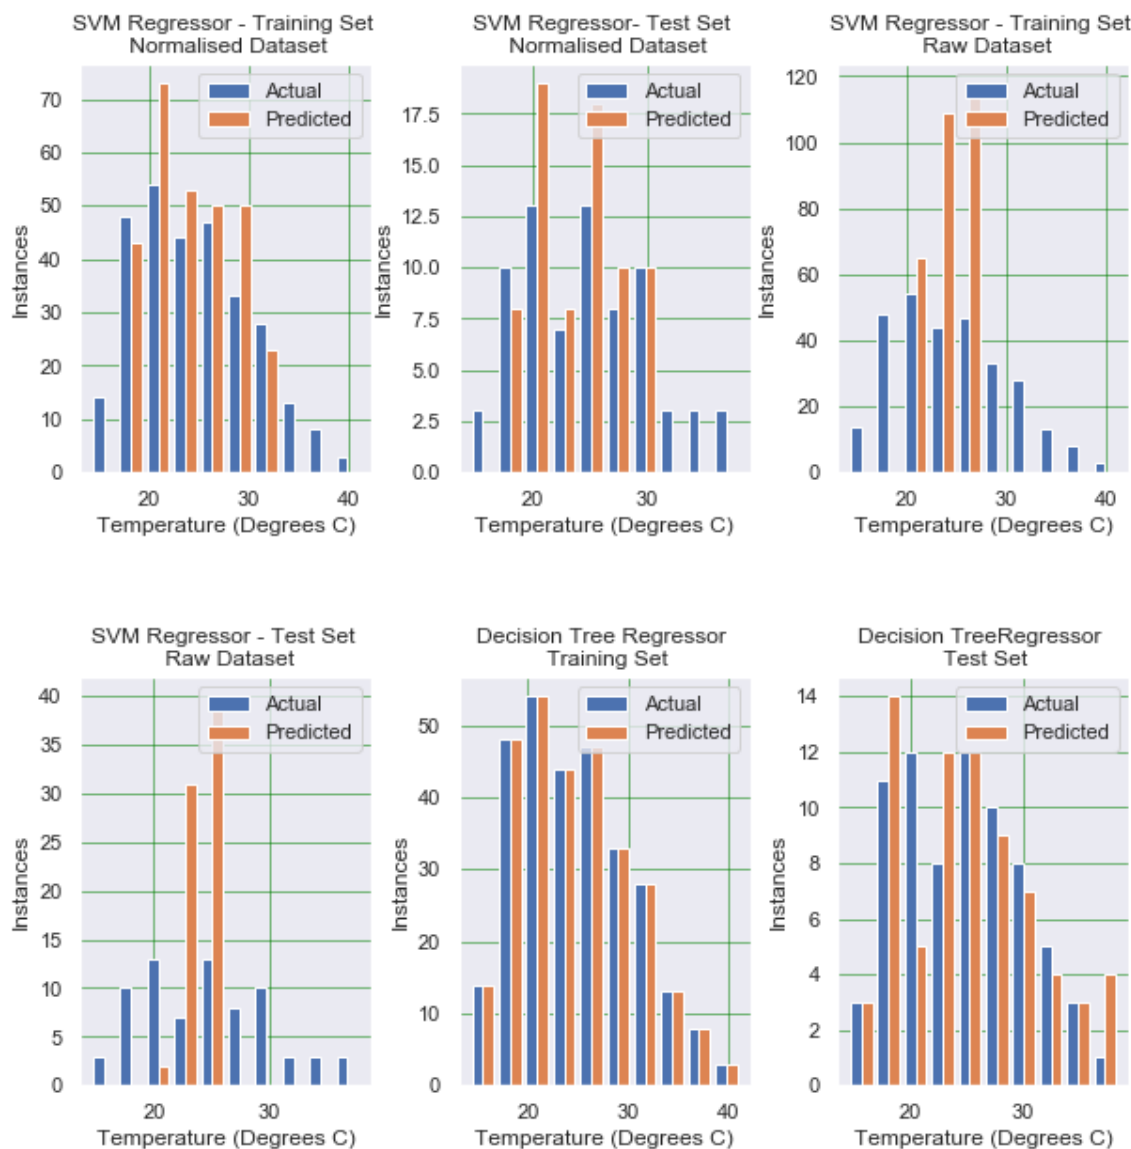 SVM Regressor - Training Set
Normalised Dataset
Actual
Predicted
70
60
50
40
30
20
10
0
Instances
20
30
40
Temperature (Degrees C)
SVM Regressor- Test Set
Normalised Dataset
Actual
Predicted
17.5
15.0
12.5
10.0
7.5
5.0
2.5
0.0
Instances
20
30
Temperature (Degrees C)
SVM Regressor - Training Set
Raw Dataset
Actual
Predicted
120
100
80
60
40
20
0
Instances
20
30
40
Temperature (Degrees C)
SVM Regressor - Test Set
Raw Dataset
Actual
Predicted
40
35
30
25
20
15
10
5
0
Instances
20
30
Temperature (Degrees C)
Decision Tree Regressor
Training Set
Actual
Predicted
50
40
30
20
10
0
Instances
20
30
40
Temperature (Degrees C)
Decision TreeRegressor
Test Set
Actual
Predicted
14
12
10
8
6
4
2
0
Instances
20
30
Temperature (Degrees C)